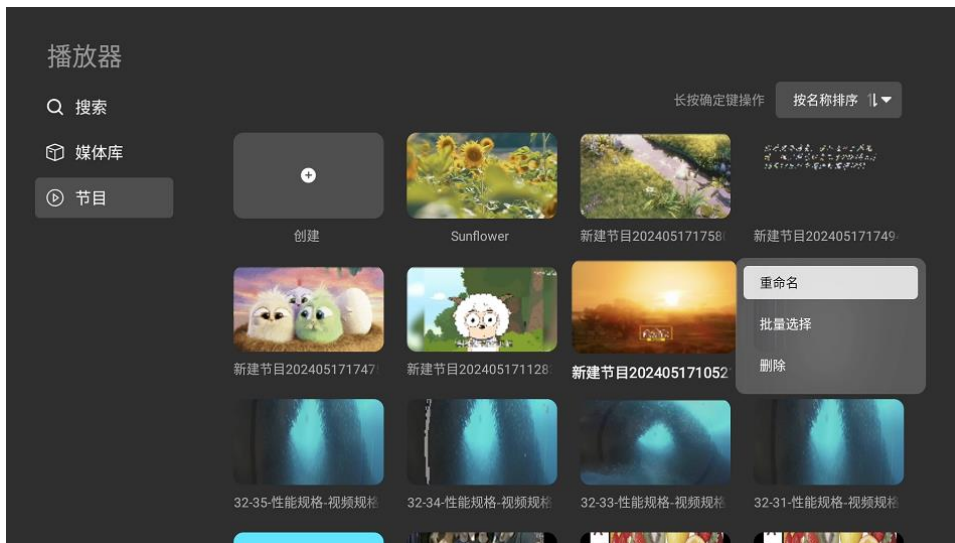 播放器
搜索
媒体库
节目
长按确定键操作
按名称排序
创建
Sunflower
新建节目202405171758
新建节目202405171749
新建节目202405171747
新建节目202405171128
新建节目202405171052
重命名
批量选择
删除
32-35-性能规格-视频规格
32-34-性能规格-视频规格
32-33-性能规格-视频规格
32-31-性能规格-视频规格